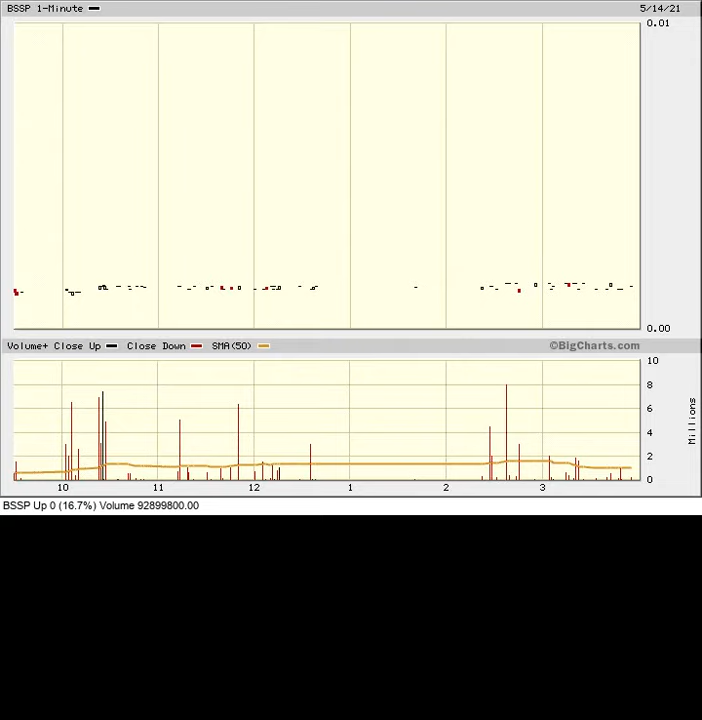 BSSP 1-Minute 5/14/21
0.01
0.00
Volume+ Close Up Close Down SMA(50) ©BigCharts.com
10
8
6
4
2
0
Millions
10 11 12 1 2 3
BSSP Up 0 (16.7%) Volume 92899800.00